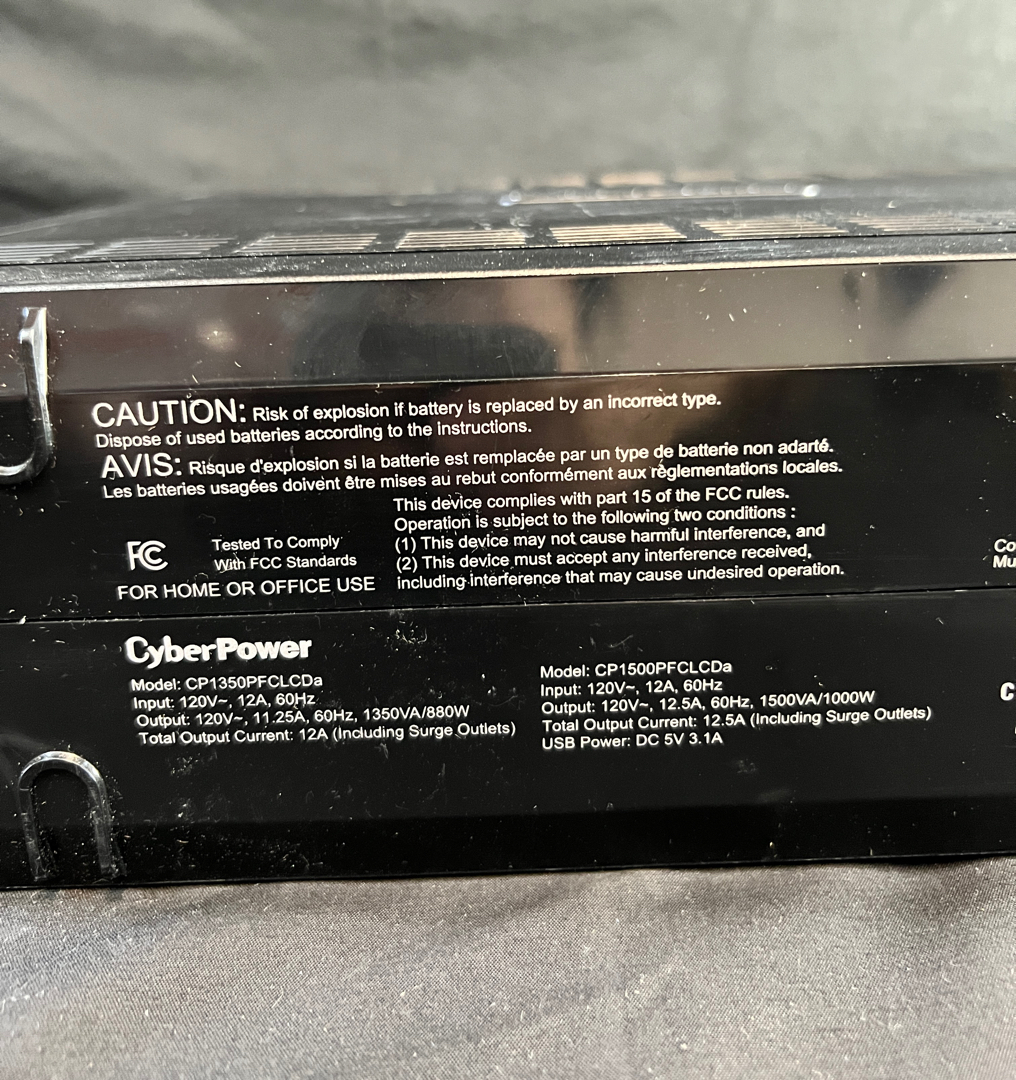 CAUTION: Risk of explosion if battery is replaced by an incorrect type.
Dispose of used batteries according to the instructions.
AVIS: Risque d'explosion si la batterie est remplacée par un type de batterie non adarté.
Les batteries usagées doivent être mises au rebut conformément aux règlementations locales.
This device complies with part 15 of the FCC rules.
Operation is subject to the following two conditions :
(1) This device may not cause harmful interference, and
(2) This device must accept any interference received,
including interference that may cause undesired operation.
FC
Tested To Comply
With FCC Standards
FOR HOME OR OFFICE USE
Co
Mu
CyberPower
Model: CP1350PFCLCDa
Input: 120V~, 12A, 60Hz
Output: 120V~, 11.25A, 60Hz, 1350VA/880W
Total Output Current: 12A (Including Surge Outlets)
Model: CP1500PFCLCDa
Input: 120V~, 12A, 60Hz
Output: 120V~, 12.5A, 60Hz, 1500VA/1000W
Total Output Current: 12.5A (Including Surge Outlets)
USB Power: DC 5V 3.1A
C